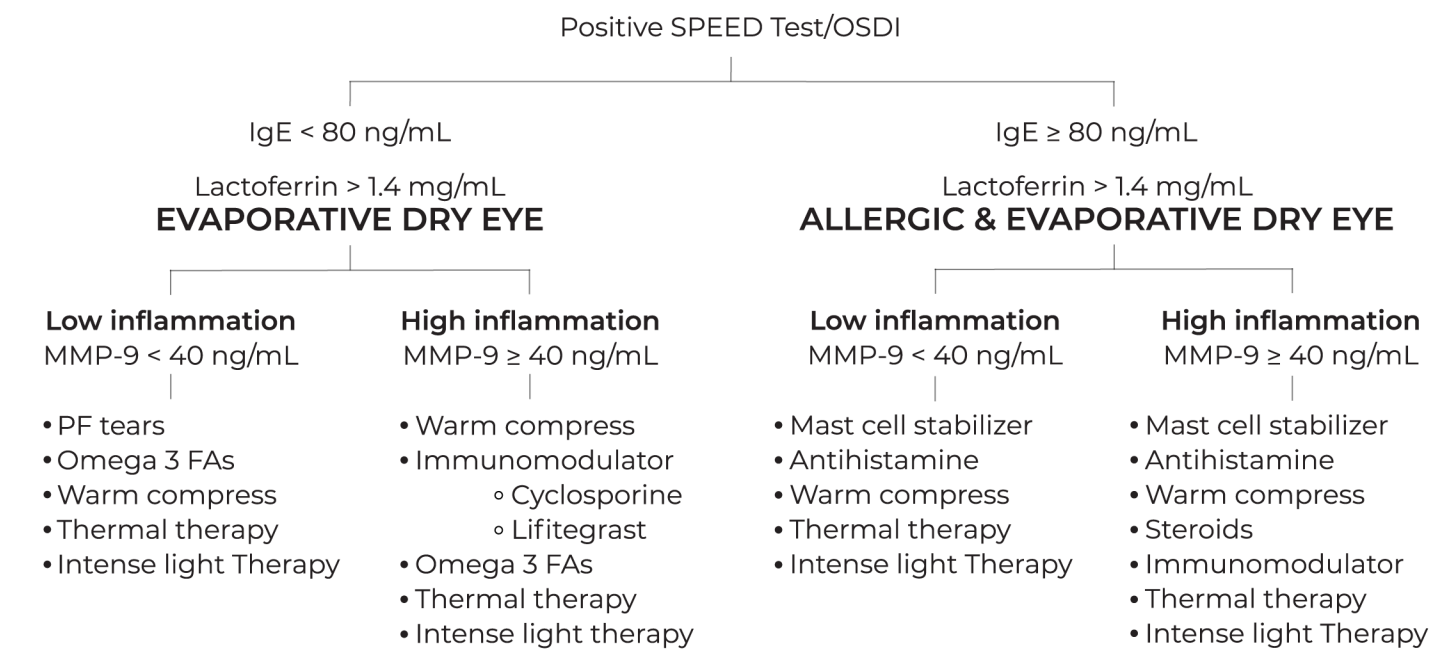 Positive SPEED Test/OSDI
IgE < 80 ng/mL
Lactoferrin > 1.4 mg/mL
EVAPORATIVE DRY EYE
Low inflammation
MMP-9 < 40 ng/mL
• PF tears
• Omega 3 FAs
• Warm compress
• Thermal therapy
• Intense light Therapy
High inflammation
MMP-9 ≥ 40 ng/mL
• Warm compress
• Immunomodulator
◦ Cyclosporine
◦ Lifitegrast
• Omega 3 FAs
• Thermal therapy
• Intense light therapy
IgE ≥ 80 ng/mL
Lactoferrin > 1.4 mg/mL
ALLERGIC & EVAPORATIVE DRY EYE
Low inflammation
MMP-9 < 40 ng/mL
• Mast cell stabilizer
• Antihistamine
• Warm compress
• Thermal therapy
• Intense light Therapy
High inflammation
MMP-9 ≥ 40 ng/mL
• Mast cell stabilizer
• Antihistamine
• Warm compress
• Steroids
• Immunomodulator
• Thermal therapy
• Intense light Therapy